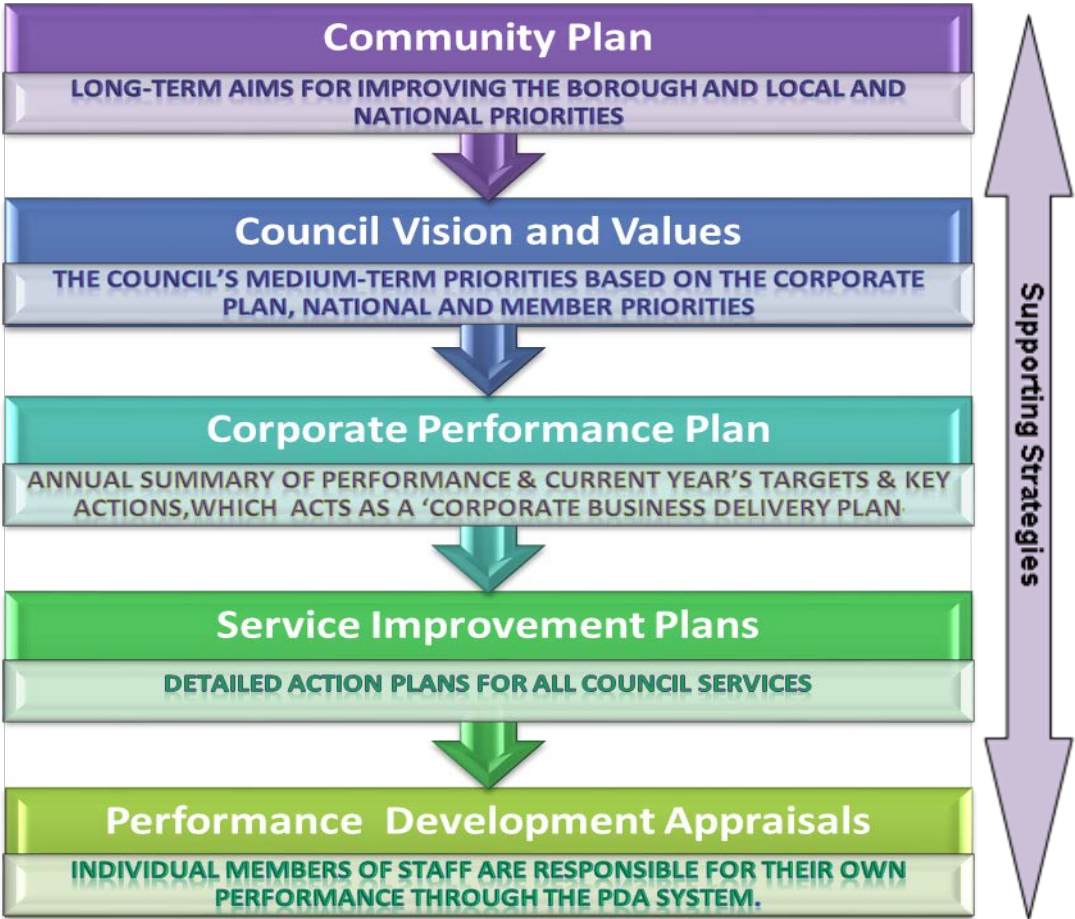 Community Plan
LONG-TERM AIMS FOR IMPROVING THE BOROUGH AND LOCAL AND
NATIONAL PRIORITIES
Council Vision and Values
THE COUNCIL'S MEDIUM-TERM PRIORITIES BASED ON THE CORPORATE
PLAN, NATIONAL AND MEMBER PRIORITIES
Corporate Performance Plan
ANNUAL SUMMARY OF PERFORMANCE & CURRENT YEAR'S TARGETS & KEY
ACTIONS,WHICH ACTS AS A ‘CORPORATE BUSINESS DELIVERY PLAN
Service Improvement Plans
DETAILED ACTION PLANS FOR ALL COUNCIL SERVICES
Performance Development Appraisals
INDIVIDUAL MEMBERS OF STAFF ARE RESPONSIBLE FOR THEIR OWN
PERFORMANCE THROUGH THE PDA SYSTEM.
Supporting Strategies